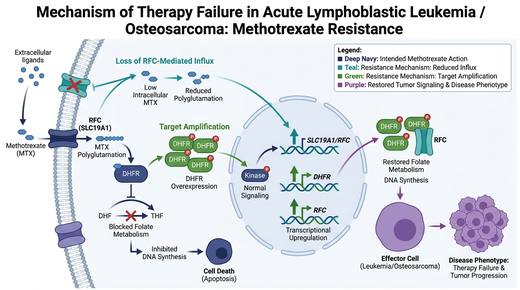 Mechanism of Therapy Failure in Acute Lymphoblastic Leukemia /
Osteosarcoma: Methotrexate Resistance
Extracellular
ligands
Loss of RFC-Mediated Influx
Low
Intracellular
MTX
Reduced
Polyglutamation
Legend:
Deep Navy: Intended Methotrexate Action
Teal: Resistance Mechanism: Reduced Influx
Green: Resistance Mechanism: Target Amplification
Purple: Restored Tumor Signaling & Disease Phenotype
RFC
(SLC19A1)
Methotrexate
(MTX)
MTX
Polyglutamation
Target Amplification
DHFR
DHFR
DHFR
DHFR
DHFR
DHFR
Overexpression
Kinase
Normal
Signaling
SLC19A1/RFC
DHFR
RFC
Transcriptional
Upregulation
DHFR
DHFR
DHFR
RFC
Restored Folate
Metabolism
DNA Synthesis
DHF
THF
Blocked Folate
Metabolism
Inhibited
DNA Synthesis
Cell Death
(Apoptosis)
Effector Cell
(Leukemia/Osteosarcoma)
Disease Phenotype:
Therapy Failure &
Tumor Progression